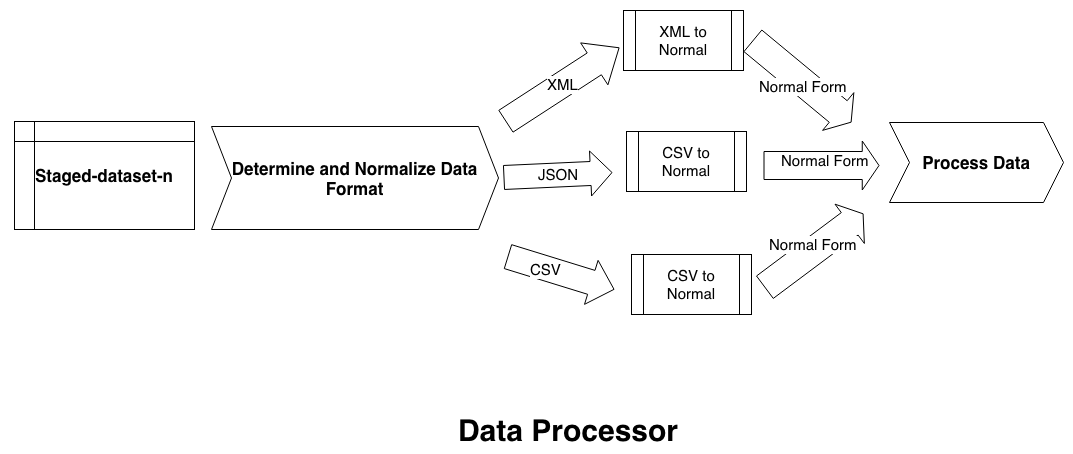 Staged-dataset-n
Determine and Normalize Data
Format
XML
JSON
CSV
XML to
Normal
CSV to
Normal
CSV to
Normal
Normal Form
Normal Form
Normal Form
Process Data
Data Processor